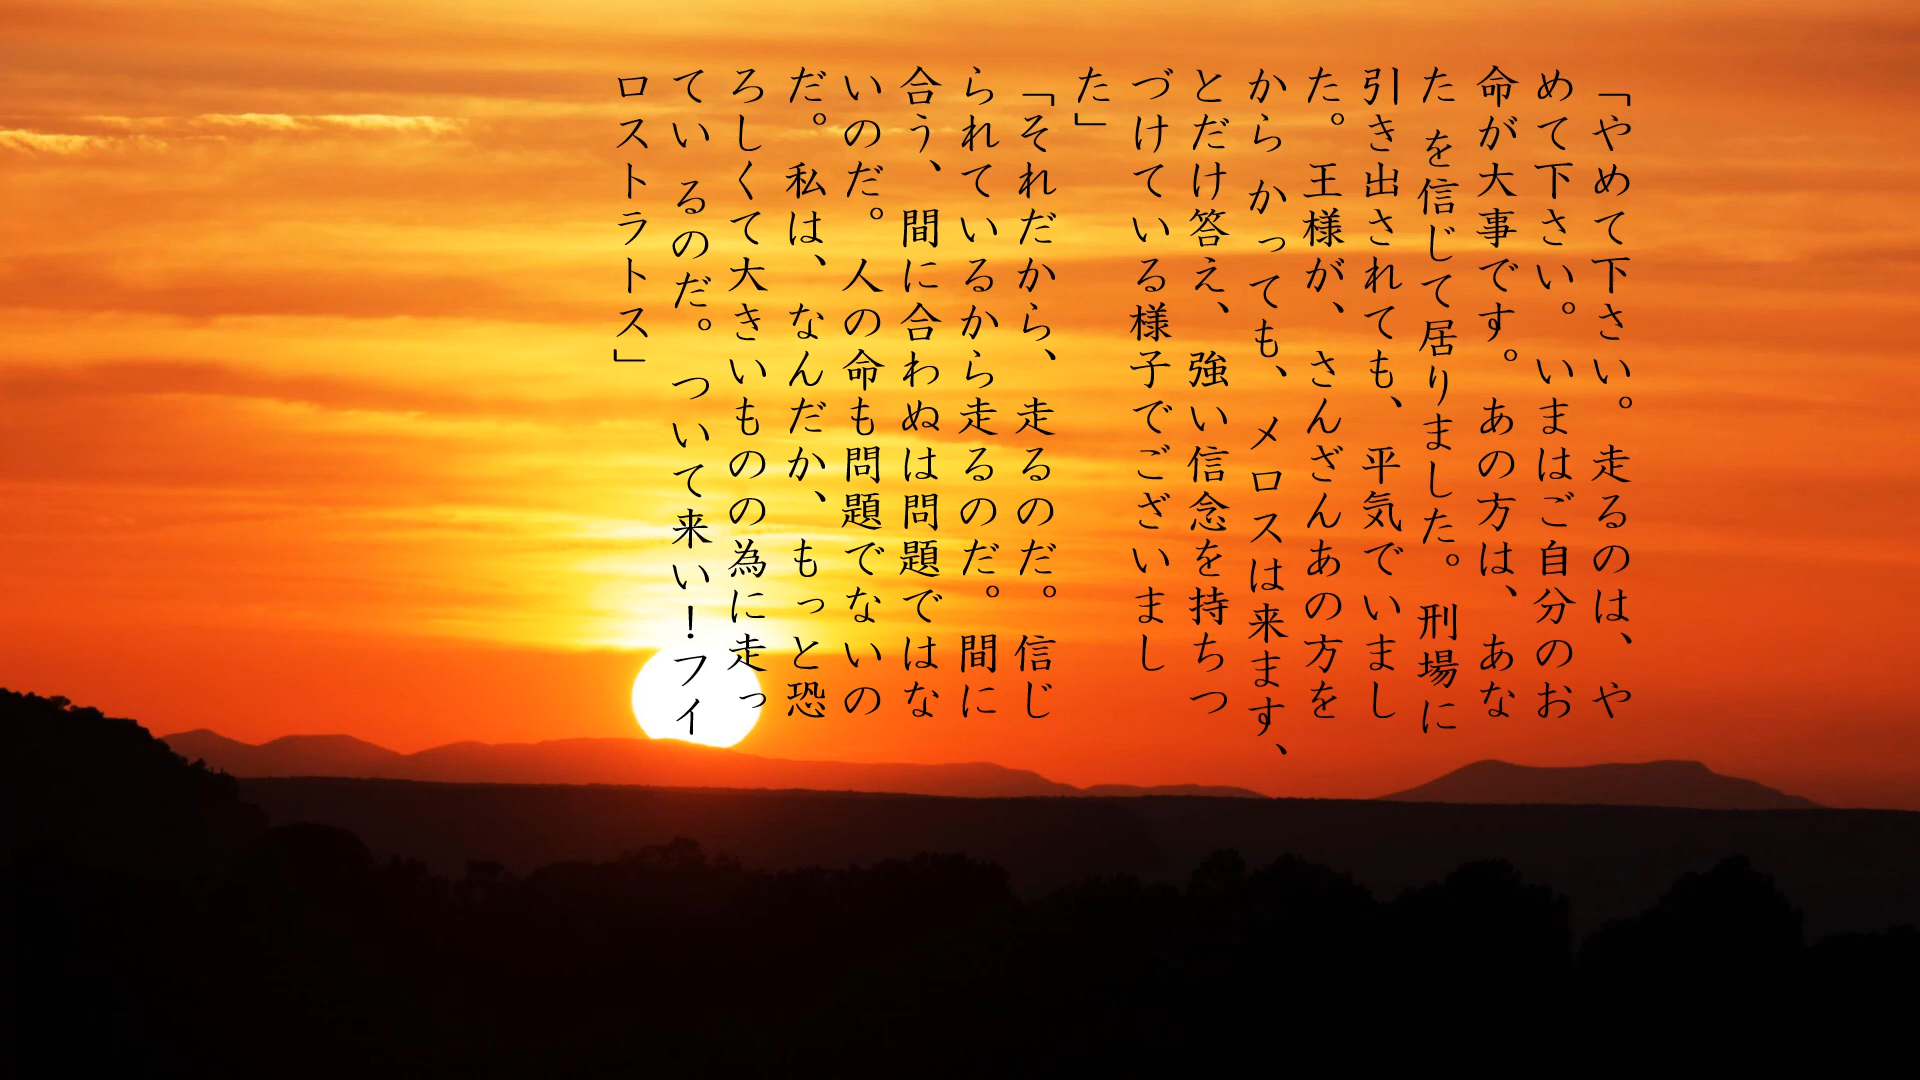 「やめて下さい。走るのは、や
めて下さい。いまはご自分のお
命が大事です。あの方は、あな
た を信じて居りました。刑場に
引き出されても、平気でいまし
た。王様が、さんざんあの方を
から かっても、メロスは来ます、
とだけ答え、強い信念を持ちつ
づけている様子でございまし
た」
「それだから、走るのだ。信じ
られているから走るのだ。間に
合う、間に合わぬは問題ではな
いのだ。人の命も問題でないの
だ。私は、なんだか、もっと恐
ろしくて大きいものの為に走っ
てい るのだ。ついて来い！フイ
ロストラトス」